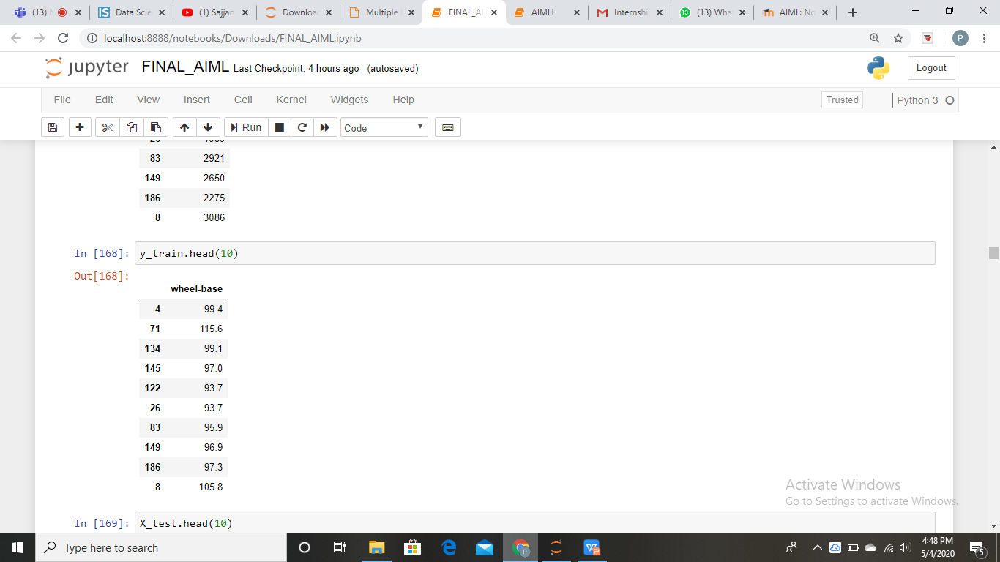 (13) M
Data Scie
(1) Sajjan
Downloa
Multiple
FINAL_A
AIMLL
Internshi
13 (13) Wha
AIML: No
localhost:8888/notebooks/Downloads/FINAL_AIML.ipynb
P
jupyter FINAL_AIML Last Checkpoint: 4 hours ago (autosaved)
Logout
File Edit View Insert Cell Kernel Widgets Help
Trusted Python 3
Run Code
83 2921
149 2650
186 2275
8 3086
In [168]: y_train.head(10)
Out[168]:
wheel-base
4 99.4
71 115.6
134 99.1
145 97.0
122 93.7
26 93.7
83 95.9
149 96.9
186 97.3
8 105.8
Activate Windows
Go to Settings to activate Windows.
In [169]: X_test.head(10)
Type here to search
4:48 PM
5/4/2020
5